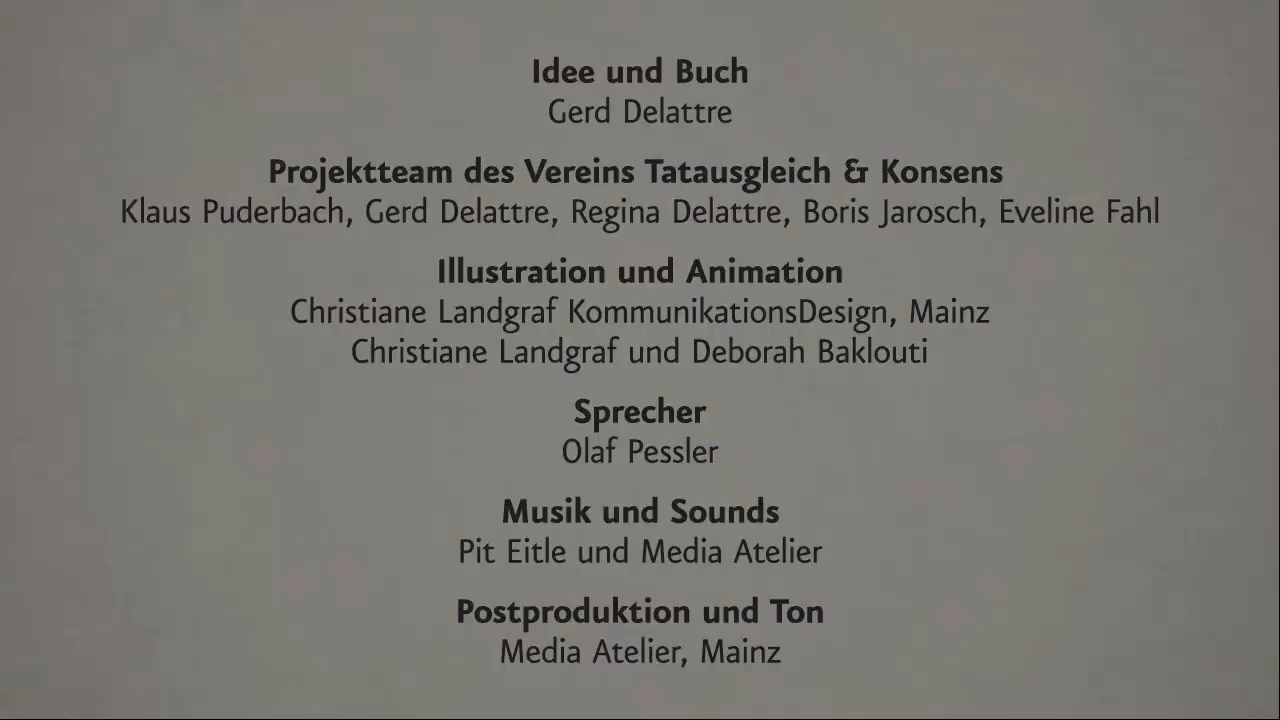 Idee und Buch
Gerd Delattre
Projektteam des Vereins Tatausgleich & Konsens
Klaus Puderbach, Gerd Delattre, Regina Delattre, Boris Jarosch, Eveline Fahl
Illustration und Animation
Christiane Landgraf KommunikationsDesign, Mainz
Christiane Landgraf und Deborah Baklouti
Sprecher
Olaf Pessler
Musik und Sounds
Pit Eitle und Media Atelier
Postproduktion und Ton
Media Atelier, Mainz